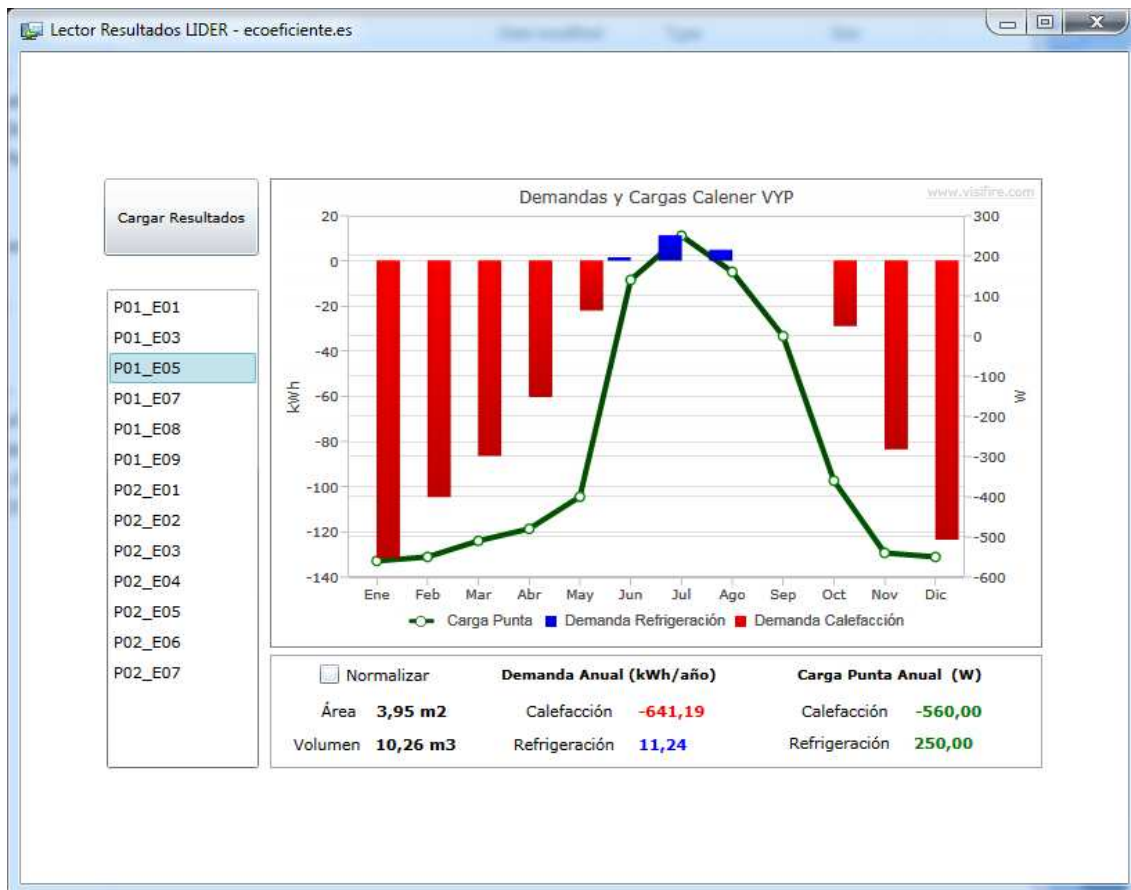 Lector Resultados LIDER - ecoeficiente.es
Cargar Resultados
P01_E01
P01_E03
P01_E05
P01_E07
P01_E08
P01_E09
P02_E01
P02_E02
P02_E03
P02_E04
P02_E05
P02_E06
P02_E07
Demandas y Cargas Calener VYP
www.visifire.com
kWh
20
0
-20
-40
-60
-80
-100
-120
-140
300
200
100
0
-100
-200
-300
-400
-500
-600
W
Ene Feb Mar Abr May Jun Jul Ago Sep Oct Nov Dic
Carga Punta Demanda Refrigeración Demanda Calefacción
Normalizar Demanda Anual (kWh/año) Carga Punta Anual (W)
Área 3,95 m2 Calefacción -641,19 Calefacción -560,00
Volumen 10,26 m3 Refrigeración 11,24 Refrigeración 250,00